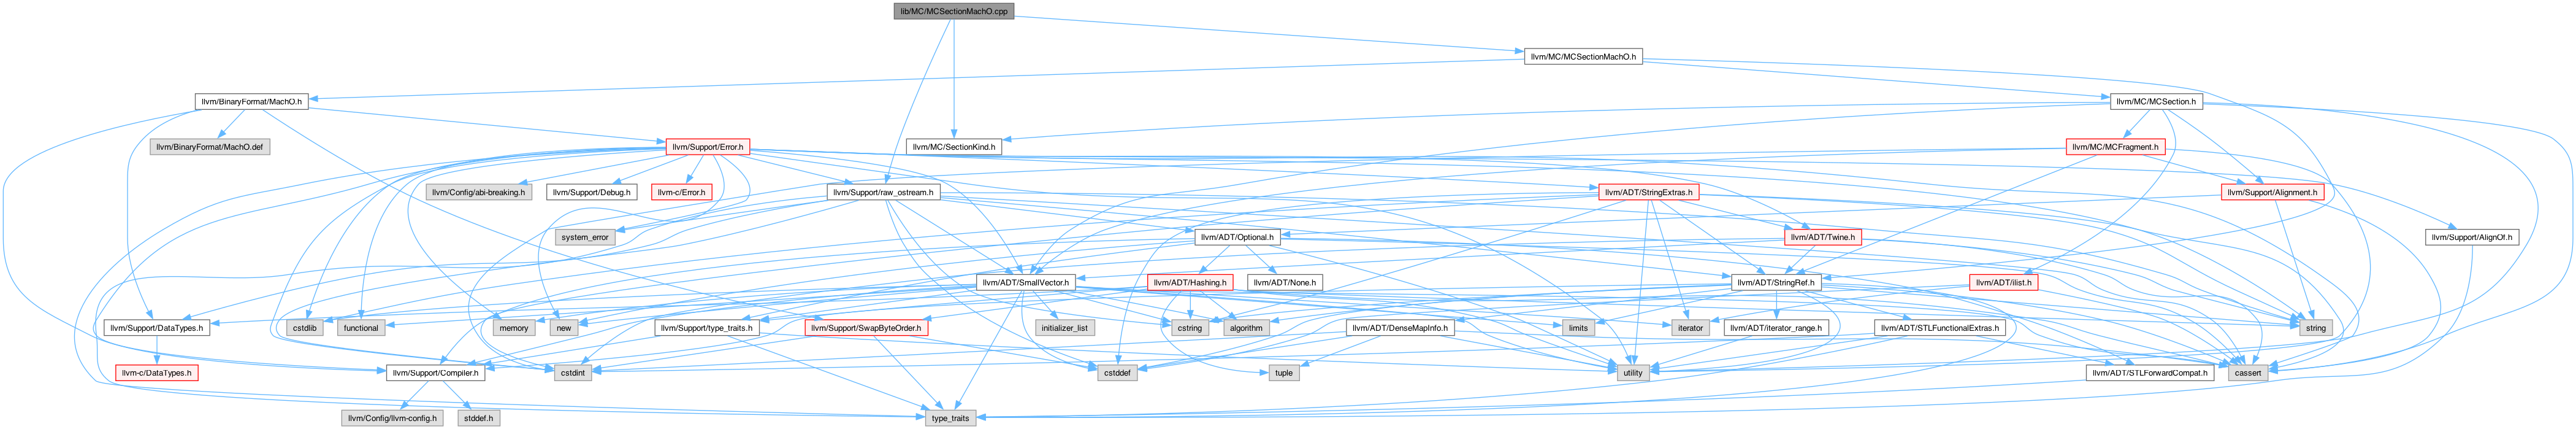 lib/MC/MCSectionMachO.cpp
llvm/MC/MCSectionMachO.h
llvm/BinaryFormat/MachO.h
llvm/MC/MCSection.h
llvm/BinaryFormat/MachO.def
llvm/Support/Error.h
llvm/MC/SectionKind.h
llvm/MC/MCFragment.h
llvm/Config/abi-breaking.h
llvm/Support/Debug.h
llvm-c/Error.h
llvm/Support/raw_ostream.h
llvm/ADT/StringExtras.h
llvm/Support/Alignment.h
system_error
llvm/ADT/Optional.h
llvm/ADT/Twine.h
llvm/Support/AlignOf.h
llvm/ADT/SmallVector.h
llvm/ADT/Hashing.h
llvm/ADT/None.h
llvm/ADT/StringRef.h
llvm/ADT/ilist.h
llvm/Support/DataTypes.h
cstdlib
functional
memory
new
llvm/Support/type_traits.h
llvm/Support/SwapByteOrder.h
initializer_list
cstring
algorithm
llvm/ADT/DenseMapInfo.h
limits
iterator
llvm/ADT/iterator_range.h
llvm/ADT/STLFunctionalExtras.h
string
llvm-c/DataTypes.h
llvm/Support/Compiler.h
cstdint
cstddef
tuple
utility
llvm/ADT/STLForwardCompat.h
cassert
llvm/Config/llvm-config.h
stddef.h
type_traits